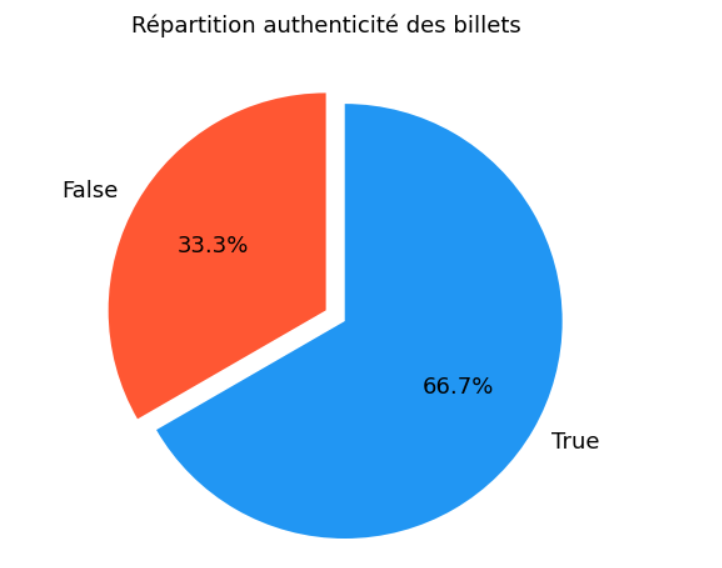 Répartition authenticité des billets
False
33.3%
66.7%
True